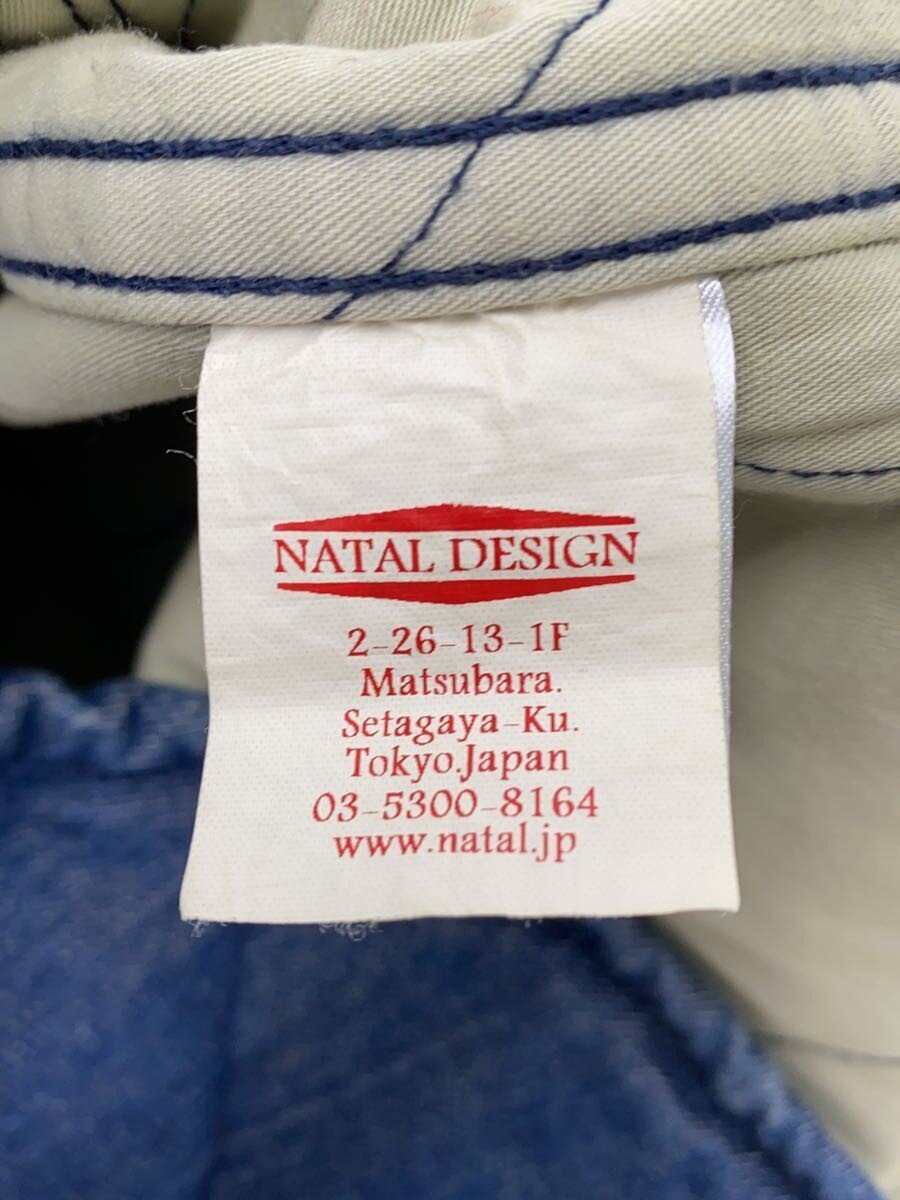 NATAL DESIGN
2-26-13-1F
Matsubara.
Setagaya-Ku.
Tokyo.Japan
03-5300-8164
www.natal.jp